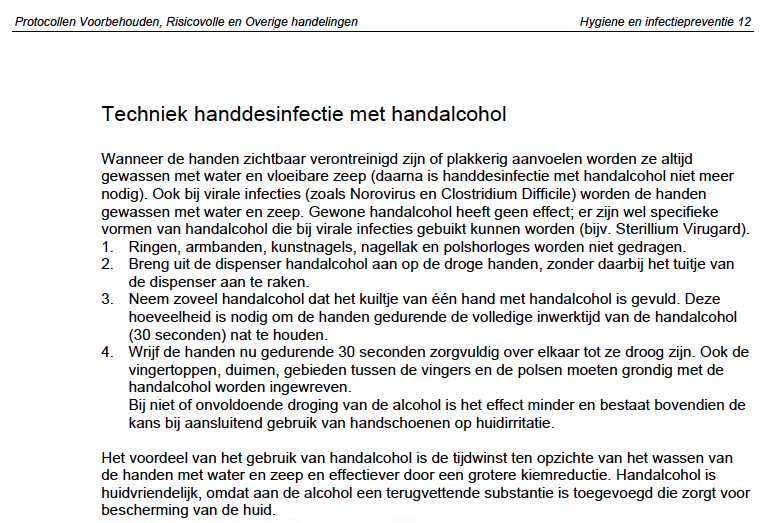 Protocollen Voorbehouden, Risicovolle en Overige handelingen
Hygiene en infectiepreventie 12
Techniek handdesinfectie met handalcohol
Wanneer de handen zichtbaar verontreinigd zijn of plakkerig aanvoelen worden ze altijd
gewassen met water en vloeibare zeep (daarna is handdesinfectie met handalcohol niet meer
nodig). Ook bij virale infecties (zoals Norovirus en Clostridium Difficile) worden de handen
gewassen met water en zeep. Gewone handalcohol heeft geen effect; er zijn wel specifieke
vormen van handalcohol die bij virale infecties gebuikt kunnen worden (bijv. Sterillium Virugard).
1. Ringen, armbanden, kunstnagels, nagellak en polshorloges worden niet gedragen.
2. Breng uit de dispenser handalcohol aan op de droge handen, zonder daarbij het tuitje van
de dispenser aan te raken.
3. Neem zoveel handalcohol dat het kuiltje van één hand met handalcohol is gevuld. Deze
hoeveelheid is nodig om de handen gedurende de volledige inwerktijd van de handalcohol
(30 seconden) nat te houden.
4. Wrijf de handen nu gedurende 30 seconden zorgvuldig over elkaar tot ze droog zijn. Ook de
vingertoppen, duimen, gebieden tussen de vingers en de polsen moeten grondig met de
handalcohol worden ingewreven.
Bij niet of onvoldoende droging van de alcohol is het effect minder en bestaat bovendien de
kans bij aansluitend gebruik van handschoenen op huidirritatie.
Het voordeel van het gebruik van handalcohol is de tijdwinst ten opzichte van het wassen van
de handen met water en zeep en effectiever door een grotere kiemreductie. Handalcohol is
huidvriendelijk, omdat aan de alcohol een terugvettende substantie is toegevoegd die zorgt voor
bescherming van de huid.